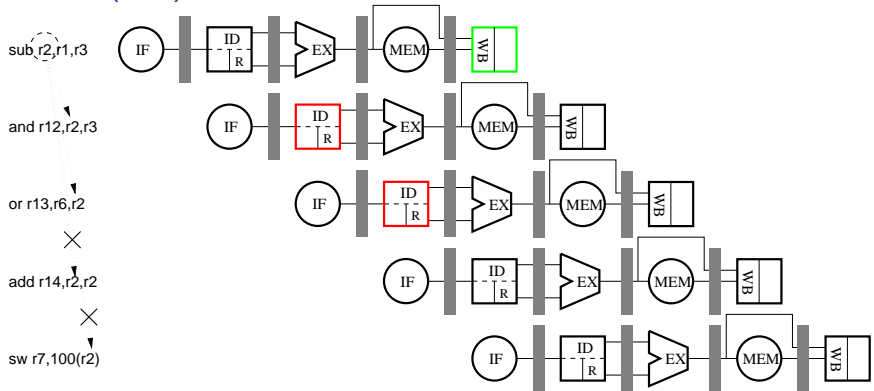 sub r2,r1,r3 IF ID R EX MEM WB
and r12,r2,r3 IF ID R EX MEM WB
or r13,r6,r2 IF ID R EX MEM WB
add r14,r2,r2 IF ID R EX MEM WB
sw r7,100(r2) IF ID R EX MEM WB